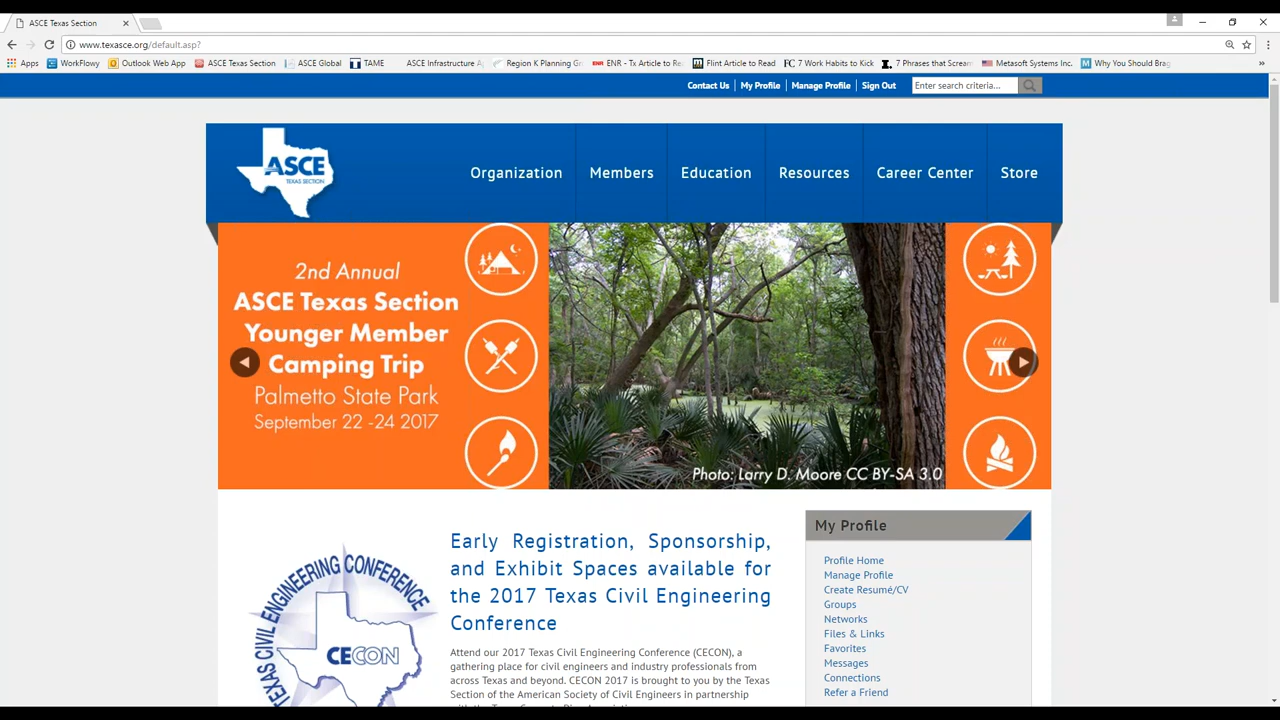 ASCE Texas Section
www.texasce.org/default.asp?
Apps WorkFlowy Outlook Web App ASCE Texas Section ASCE Global TAME ASCE Infrastructure Region K Planning ENR - Tx Article to Flint Article to Read FC 7 Work Habits to Kick 7 Phrases that Metasoft Systems Inc. Why You Should »
Contact Us My Profile Manage Profile Sign Out Enter search criteria...
ASCE
TEXAS SECTION
Organization Members Education Resources Career Center Store
2nd Annual
ASCE Texas Section
Younger Member
Camping Trip
Palmetto State Park
September 22 -24 2017
Photo: Larry D. Moore CC BY-SA 3.0
TEXAS CIVIL ENGINEERING CONFERENCE
CECON
Early Registration, Sponsorship,
and Exhibit Spaces available for
the 2017 Texas Civil Engineering
Conference
Attend our 2017 Texas Civil Engineering Conference (CECON), a
gathering place for civil engineers and industry professionals from
across Texas and beyond. CECON 2017 is brought to you by the Texas
Section of the American Society of Civil Engineers in partnership
My Profile
Profile Home
Manage Profile
Create Resumé/CV
Groups
Networks
Files & Links
Favorites
Messages
Connections
Refer a Friend